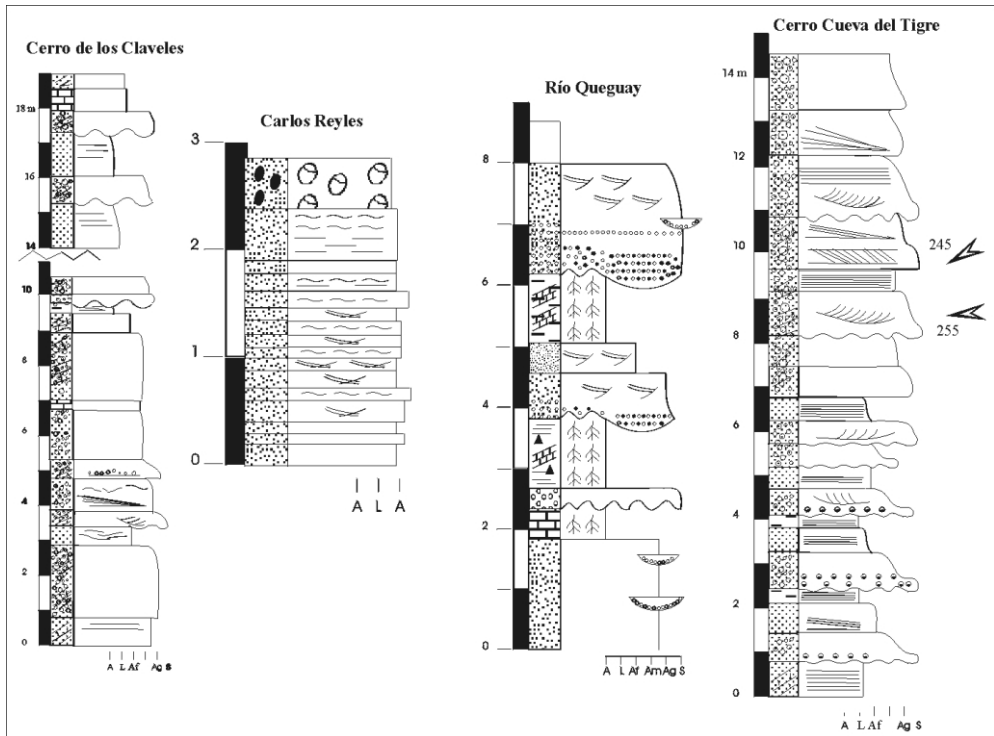 Cerro de los Claveles
18 m
16
14
10
8
6
4
2
0
A L Af Ag S
Carlos Reyles
3
2
1
0
A L A
Río Queguay
8
6
4
2
0
A L Af Am Ag S
Cerro Cueva del Tigre
14 m
12
10
8
6
4
2
0
245
255
A L Af Ag S